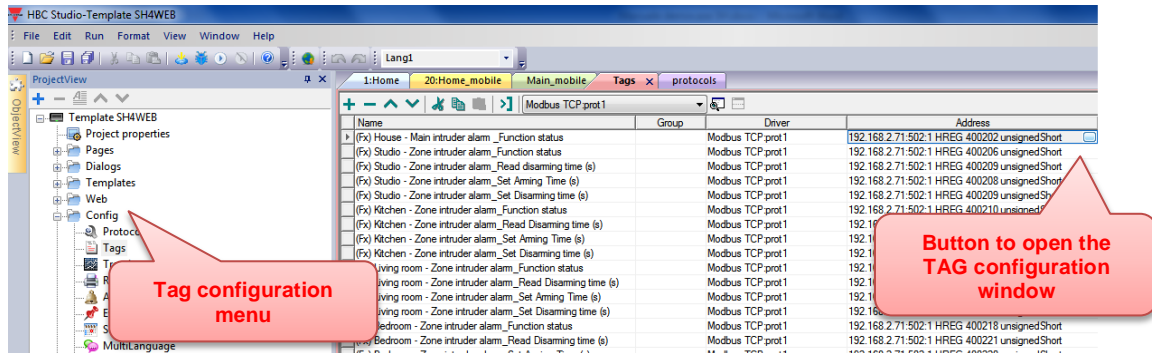 HBC Studio-Template SH4WEB
File Edit Run Format View Window Help
Lang1
ProjectView
1:Home 20:Home_mobile Main_mobile Tags protocols
ObjectView
Modbus TCP:prot1
Template SH4WEB
Project properties
Pages
Dialogs
Templates
Web
Config
Tags
MultiLanguage
Name Group Driver Address
(Fx) House - Main intruder alarm _Function status Modbus TCP:prot1 192.168.2.71:502:1 HREG 400202 unsignedShort
(Fx) Studio - Zone intruder alarm_Function status Modbus TCP:prot1 192.168.2.71:502:1 HREG 400206 unsignedShort
(Fx) Studio - Zone intruder alarm_Read disarming time (s) Modbus TCP:prot1 192.168.2.71:502:1 HREG 400209 unsignedShort
(Fx) Studio - Zone intruder alarm_Set Arming Time (s) Modbus TCP:prot1 192.168.2.71:502:1 HREG 400208 unsignedShort
(Fx) Studio - Zone intruder alarm_Set Disarming time (s) Modbus TCP:prot1 192.168.2.71:502:1 HREG 400209 unsignedShort
(Fx) Kitchen - Zone intruder alarm_Function status Modbus TCP:prot1 192.168.2.71:502:1 HREG 400210
(Fx) Kitchen - Zone intruder alarm_Read Disarming time (s) Modbus TCP:prot1
(Fx) Kitchen - Zone intruder alarm_Set Arming Time (s) Modbus TCP:prot1
(Fx) Kitchen - Zone intruder alarm_Set Disarming time (s) Modbus TCP:prot1
room - Zone intruder alarm_Function status Modbus TCP:prot1
room - Zone intruder alarm_Read Disarming time (s) Modbus TCP:prot1
room - Zone intruder alarm_Set Arming Time (s) Modbus TCP:prot1
room - Zone intruder alarm_Set Disarming time (s) Modbus TCP:prot1
- Zone intruder alarm_Function status Modbus TCP:prot1 192.168.2.71:502:1 HREG 400218 unsignedShort
Bedroom - Zone intruder alarm_Read Disarming time (s) Modbus TCP:prot1 192.168.2.71:502:1 HREG 400221 unsignedShort
Tag configuration
menu
Button to open the
TAG configuration
window